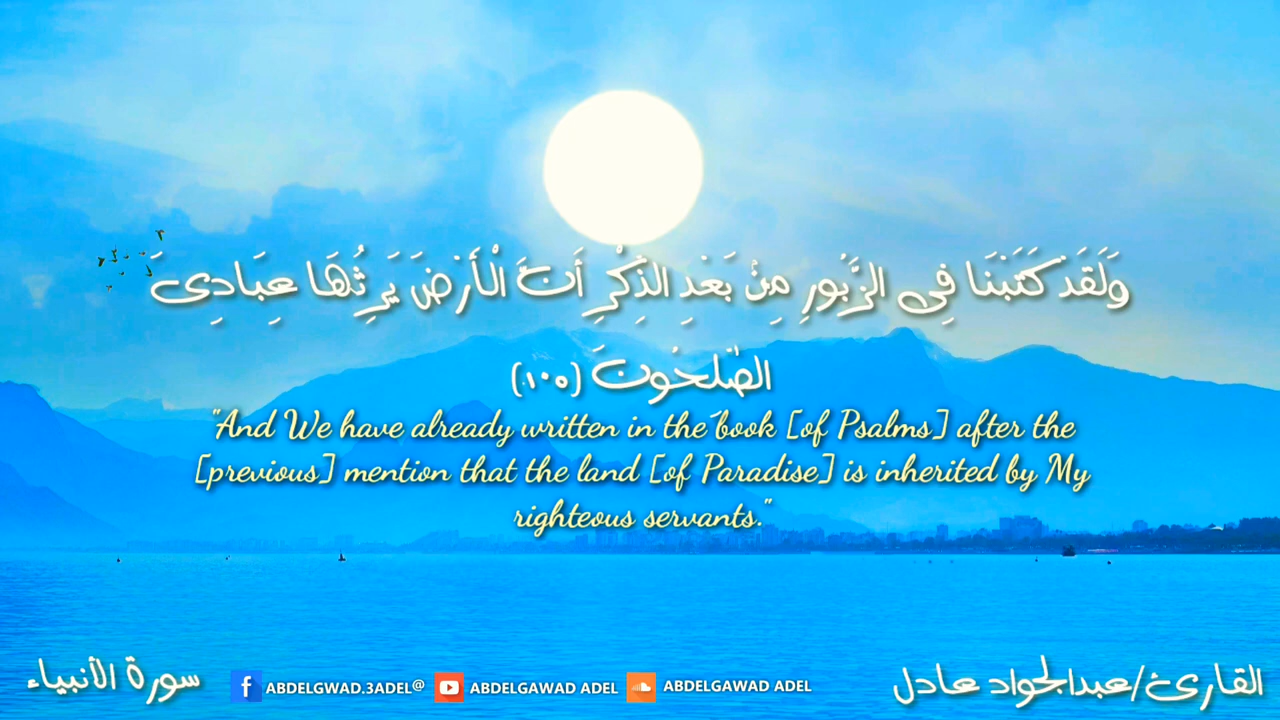 وَلَقَدْ كَتَبْنَا فِى الزَّبُورِ مِنْ بَعْدِ الذِّكْرِ أَنَّ الْأَرْضَ يَرِثُهَا عِبَادِىَ
الصّٰلِحُونَ (١٠٥)
"And We have already written in the book [of Psalms] after the
[previous] mention that the land [of Paradise] is inherited by My
righteous servants."
سورة الأنبياء
ABDELGWAD.3ADEL@
ABDELGAWAD ADEL
ABDELGAWAD ADEL
القارئ/عبدالجواد عادل